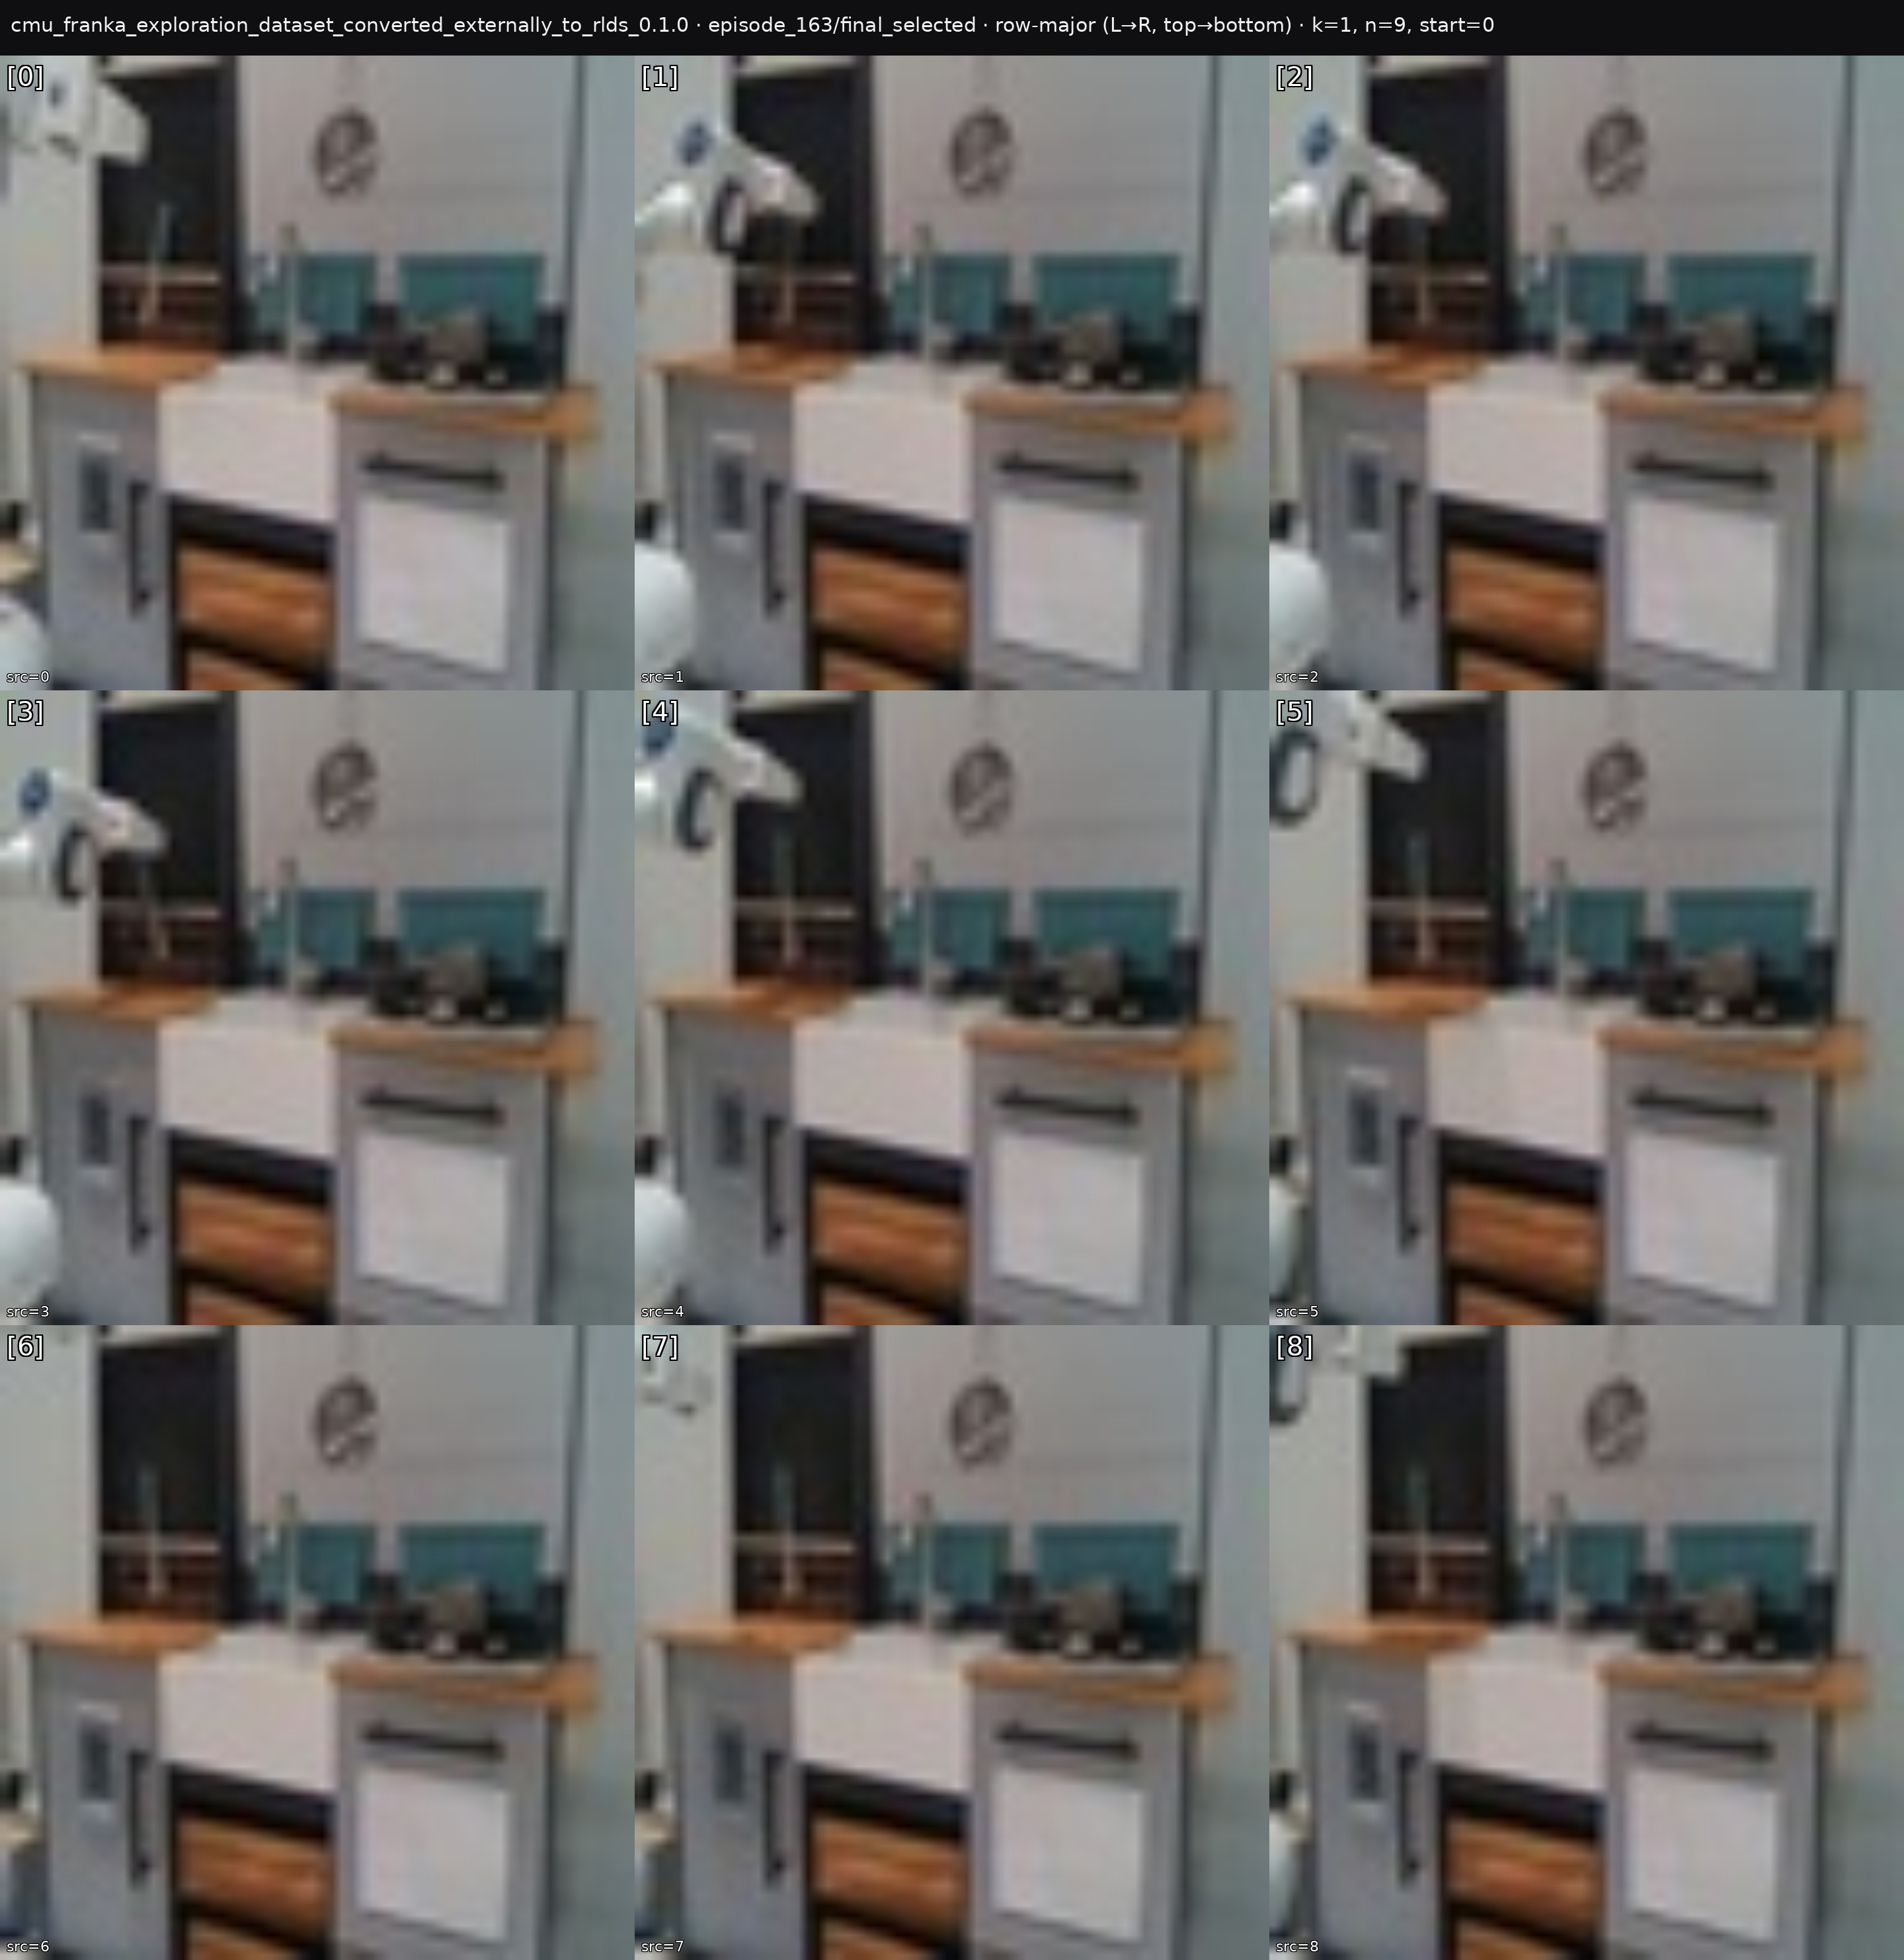 cmu_franka_exploration_dataset_converted_externally_to_rlds_0.1.0 · episode_163/final_selected · row-major (L→R, top→bottom) · k=1, n=9, start=0
[0] [1] [2]
src=0 src=1 src=2
[3] [4] [5]
src=3 src=4 src=5
[6] [7] [8]
src=6 src=7 src=8